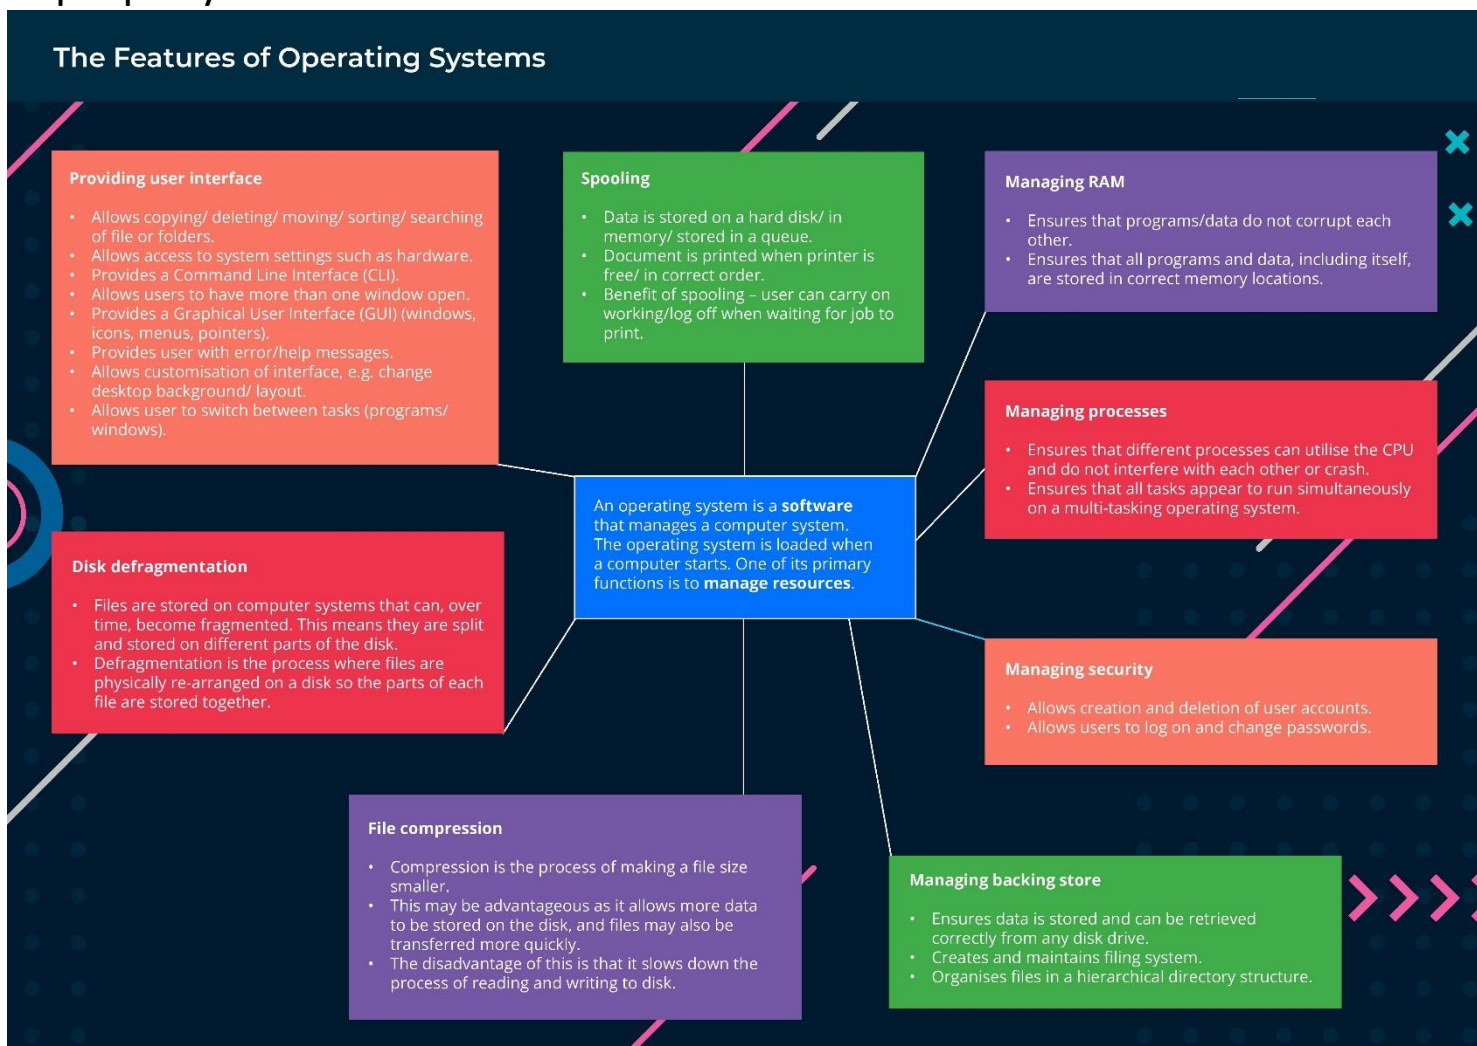 The Features of Operating Systems
Providing user interface
• Allows copying/ deleting/ moving/ sorting/ searching
of file or folders.
• Allows access to system settings such as hardware.
• Provides a Command Line Interface (CLI).
• Allows users to have more than one window open.
• Provides a Graphical User Interface (GUI) (windows,
icons, menus, pointers).
• Provides user with error/help messages.
• Allows customisation of interface, e.g. change
desktop background/ layout.
• Allows user to switch between tasks (programs/
windows).
Spooling
• Data is stored on a hard disk/ in
memory/ stored in a queue.
• Document is printed when printer is
free/ in correct order.
• Benefit of spooling – user can carry on
working/log off when waiting for job to
print.
Managing RAM
• Ensures that programs/data do not corrupt each
other.
• Ensures that all programs and data, including itself,
are stored in correct memory locations.
Managing processes
• Ensures that different processes can utilise the CPU
and do not interfere with each other or crash.
• Ensures that all tasks appear to run simultaneously
on a multi-tasking operating system.
An operating system is a software
that manages a computer system.
The operating system is loaded when
a computer starts. One of its primary
functions is to manage resources.
Disk defragmentation
• Files are stored on computer systems that can, over
time, become fragmented. This means they are split
and stored on different parts of the disk.
• Defragmentation is the process where files are
physically re-arranged on a disk so the parts of each
file are stored together.
Managing security
• Allows creation and deletion of user accounts.
• Allows users to log on and change passwords.
File compression
• Compression is the process of making a file size
smaller.
• This may be advantageous as it allows more data
to be stored on the disk, and files may also be
transferred more quickly.
• The disadvantage of this is that it slows down the
process of reading and writing to disk.
Managing backing store
• Ensures data is stored and can be retrieved
correctly from any disk drive.
• Creates and maintains filing system.
• Organises files in a hierarchical directory structure.